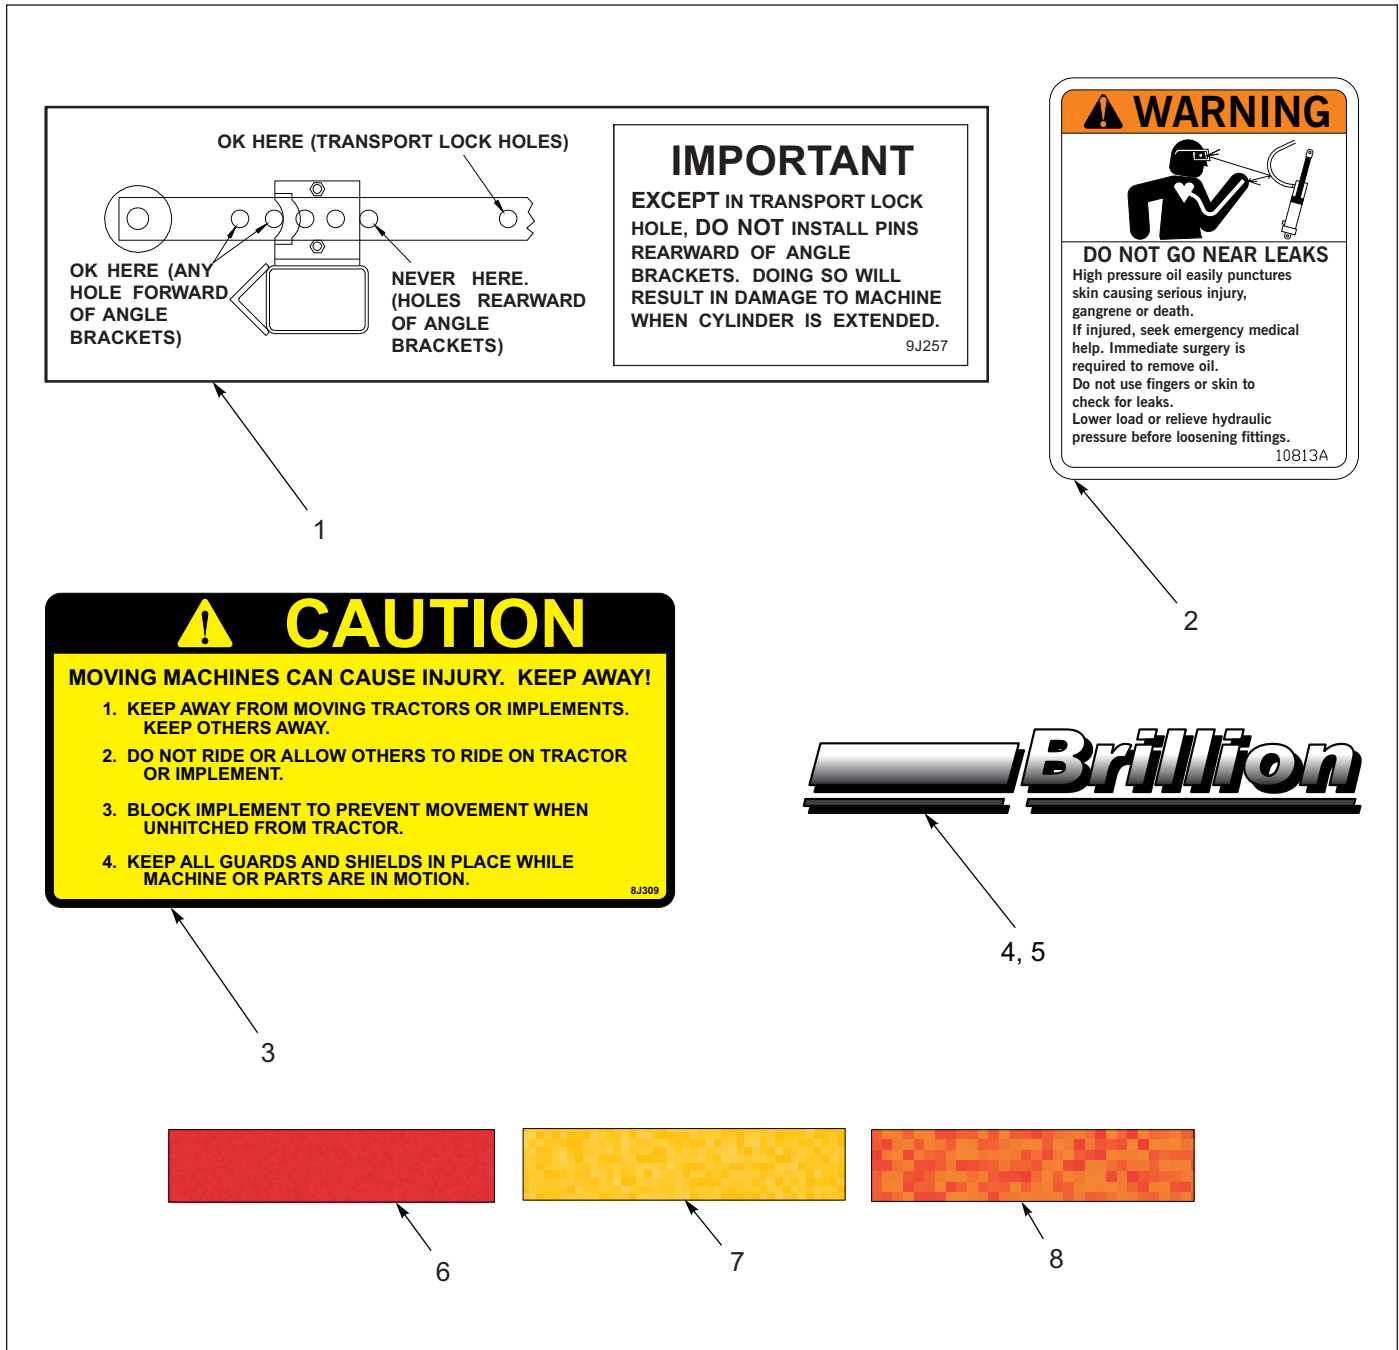 OK HERE (TRANSPORT LOCK HOLES)
OK HERE (ANY
HOLE FORWARD
OF ANGLE
BRACKETS)
NEVER HERE.
(HOLES REARWARD
OF ANGLE
BRACKETS)
IMPORTANT
EXCEPT IN TRANSPORT LOCK
HOLE, DO NOT INSTALL PINS
REARWARD OF ANGLE
BRACKETS. DOING SO WILL
RESULT IN DAMAGE TO MACHINE
WHEN CYLINDER IS EXTENDED.
9J257
1
WARNING
DO NOT GO NEAR LEAKS
High pressure oil easily punctures
skin causing serious injury,
gangrene or death.
If injured, seek emergency medical
help. Immediate surgery is
required to remove oil.
Do not use fingers or skin to
check for leaks.
Lower load or relieve hydraulic
pressure before loosening fittings.
10813A
2
CAUTION
MOVING MACHINES CAN CAUSE INJURY. KEEP AWAY!
1. KEEP AWAY FROM MOVING TRACTORS OR IMPLEMENTS.
KEEP OTHERS AWAY.
2. DO NOT RIDE OR ALLOW OTHERS TO RIDE ON TRACTOR
OR IMPLEMENT.
3. BLOCK IMPLEMENT TO PREVENT MOVEMENT WHEN
UNHITCHED FROM TRACTOR.
4. KEEP ALL GUARDS AND SHIELDS IN PLACE WHILE
MACHINE OR PARTS ARE IN MOTION.
8J309
3
Brillion
4, 5
6
7
8